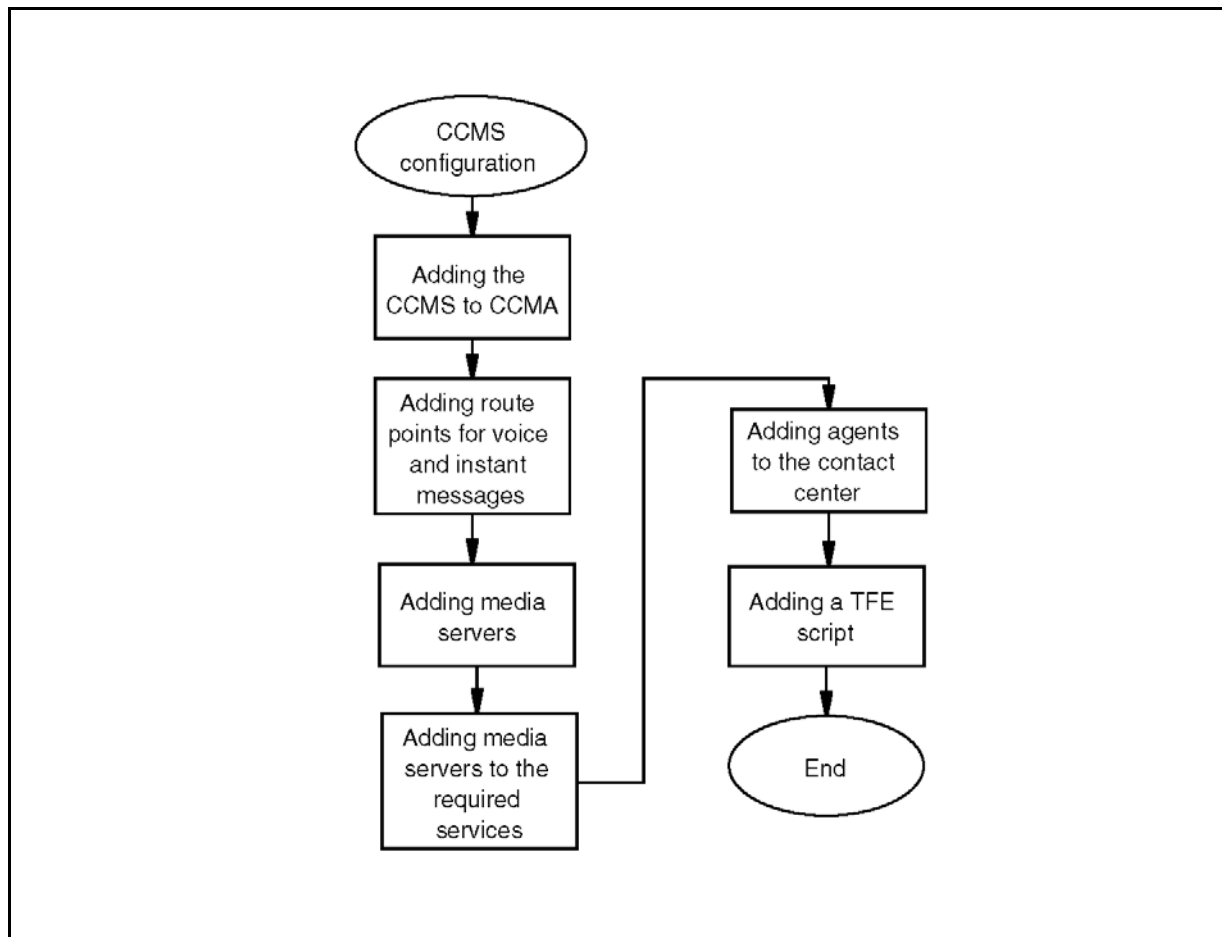 CCMS
configuration
Adding the
CCMS to CCMA
Adding route
points for voice
and instant
messages
Adding media
servers
Adding media
servers to the
required
services
Adding agents
to the contact
center
Adding a TFE
script
End